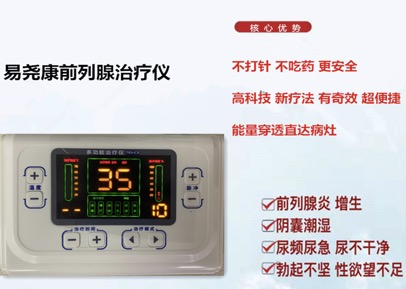 核心优势
易尧康前列腺治疗仪
不打针 不吃药 更安全
高科技 新疗法 有奇效 超便捷
能量穿透直达病灶
多功能治疗仪
35
10
温度
脉冲
治疗时间
治疗模式
前列腺炎 增生
阴囊潮湿
尿频尿急 尿不干净
勃起不坚 性欲望不足